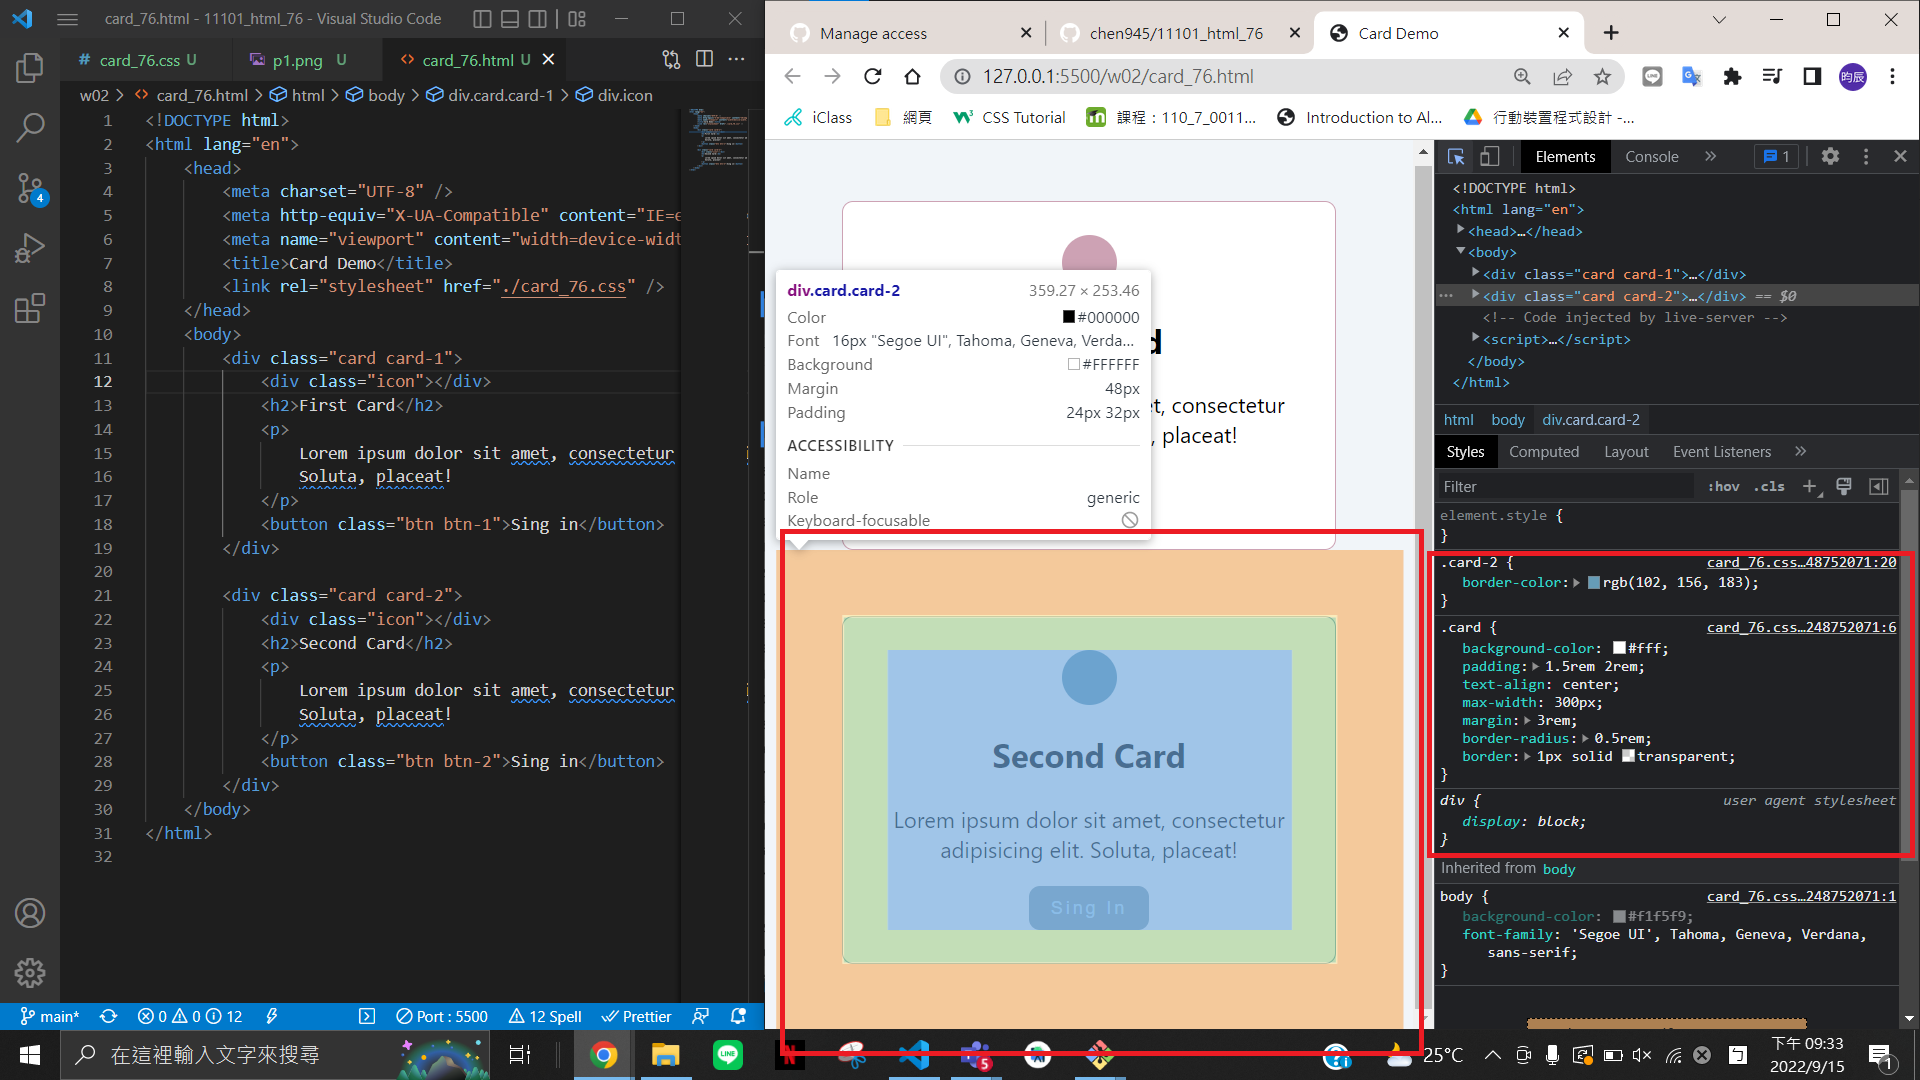 card_76.html - 11101_html_76 - Visual Studio Code
# card_76.css U
p1.png U
<> card_76.html U
w02 > <> card_76.html > html > body > div.card.card-1 > div.icon
1 <!DOCTYPE html>
2 <html lang="en">
3 <head>
4 <meta charset="UTF-8" />
5 <meta http-equiv="X-UA-Compatible" content="IE=e
6 <meta name="viewport" content="width=device-widt
7 <title>Card Demo</title>
8 <link rel="stylesheet" href="./card_76.css" />
9 </head>
10 <body>
11 <div class="card card-1">
12 <div class="icon"></div>
13 <h2>First Card</h2>
14 <p>
15 Lorem ipsum dolor sit amet, consectetur
16 Soluta, placeat!
17 </p>
18 <button class="btn btn-1">Sing in</button>
19 </div>
20
21 <div class="card card-2">
22 <div class="icon"></div>
23 <h2>Second Card</h2>
24 <p>
25 Lorem ipsum dolor sit amet, consectetur
26 Soluta, placeat!
27 </p>
28 <button class="btn btn-2">Sing in</button>
29 </div>
30 </body>
31 </html>
32
4
main* 0 0 12 Port : 5500 12 Spell Prettier
Manage access
chen945/11101_html_76
Card Demo
127.0.0.1:5500/w02/card_76.html
昀辰
iClass
網頁
CSS Tutorial
課程：110_7_0011...
Introduction to Al...
行動裝置程式設計 -...
div.card.card-2 359.27 × 253.46
Color #000000
Font 16px "Segoe UI", Tahoma, Geneva, Verda...
Background #FFFFFF
Margin 48px
Padding 24px 32px
ACCESSIBILITY
Name
Role generic
Keyboard-focusable
d
t, consectetur
, placeat!
Second Card
Lorem ipsum dolor sit amet, consectetur
adipisicing elit. Soluta, placeat!
Sing In
Elements Console » 1
<!DOCTYPE html>
<html lang="en">
<head>…</head>
<body>
<div class="card card-1">…</div>
<div class="card card-2">…</div> == $0
<!-- Code injected by live-server -->
<script>…</script>
</body>
</html>
html body div.card.card-2
Styles Computed Layout Event Listeners »
Filter :hov .cls +
element.style {
}
.card-2 { card_76.css…48752071:20
border-color: rgb(102, 156, 183);
}
.card { card_76.css…248752071:6
background-color: #fff;
padding: 1.5rem 2rem;
text-align: center;
max-width: 300px;
margin: 3rem;
border-radius: 0.5rem;
border: 1px solid transparent;
}
div { user agent stylesheet
display: block;
}
Inherited from body
body { card_76.css…248752071:1
background-color: #f1f5f9;
font-family: 'Segoe UI', Tahoma, Geneva, Verdana,
sans-serif;
}
在這裡輸入文字來搜尋
LINE
N
5
25°C
下午 09:33
2022/9/15
1